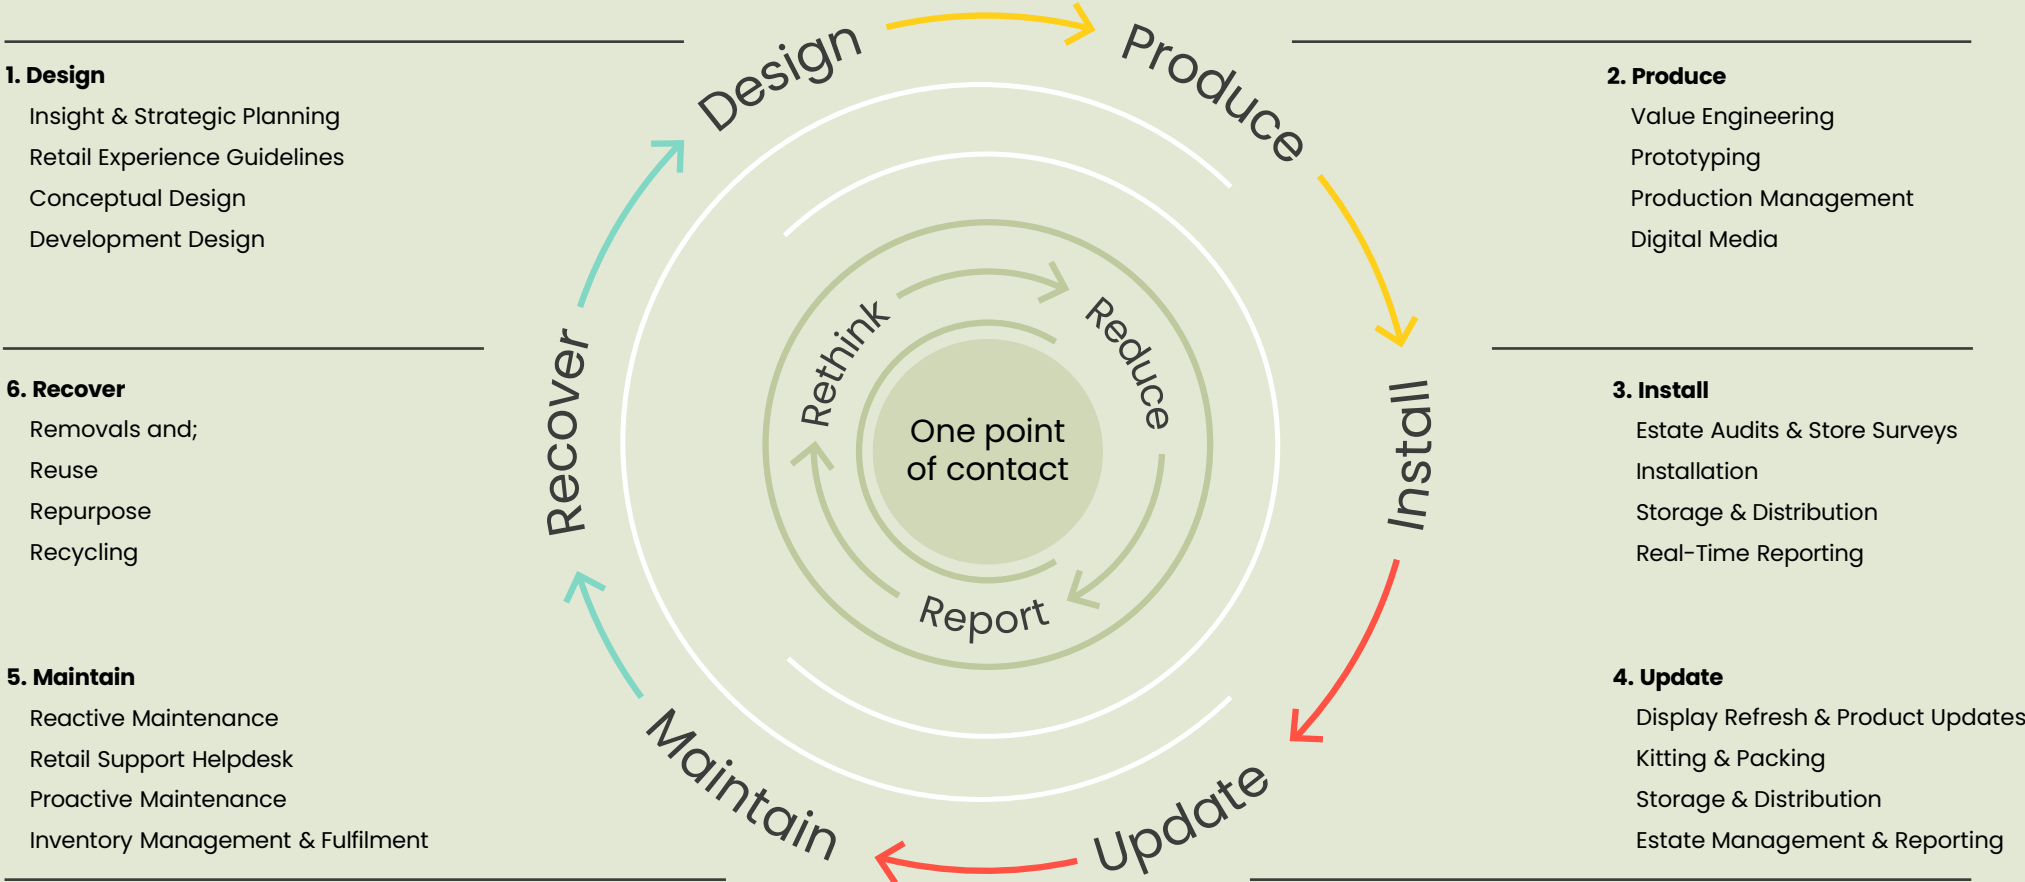 Design
Produce
Install
Update
Maintain
Recover
Rethink
Reduce
Report
One point
of contact
1. Design
Insight & Strategic Planning
Retail Experience Guidelines
Conceptual Design
Development Design
2. Produce
Value Engineering
Prototyping
Production Management
Digital Media
3. Install
Estate Audits & Store Surveys
Installation
Storage & Distribution
Real-Time Reporting
4. Update
Display Refresh & Product Updates
Kitting & Packing
Storage & Distribution
Estate Management & Reporting
5. Maintain
Reactive Maintenance
Retail Support Helpdesk
Proactive Maintenance
Inventory Management & Fulfilment
6. Recover
Removals and;
Reuse
Repurpose
Recycling